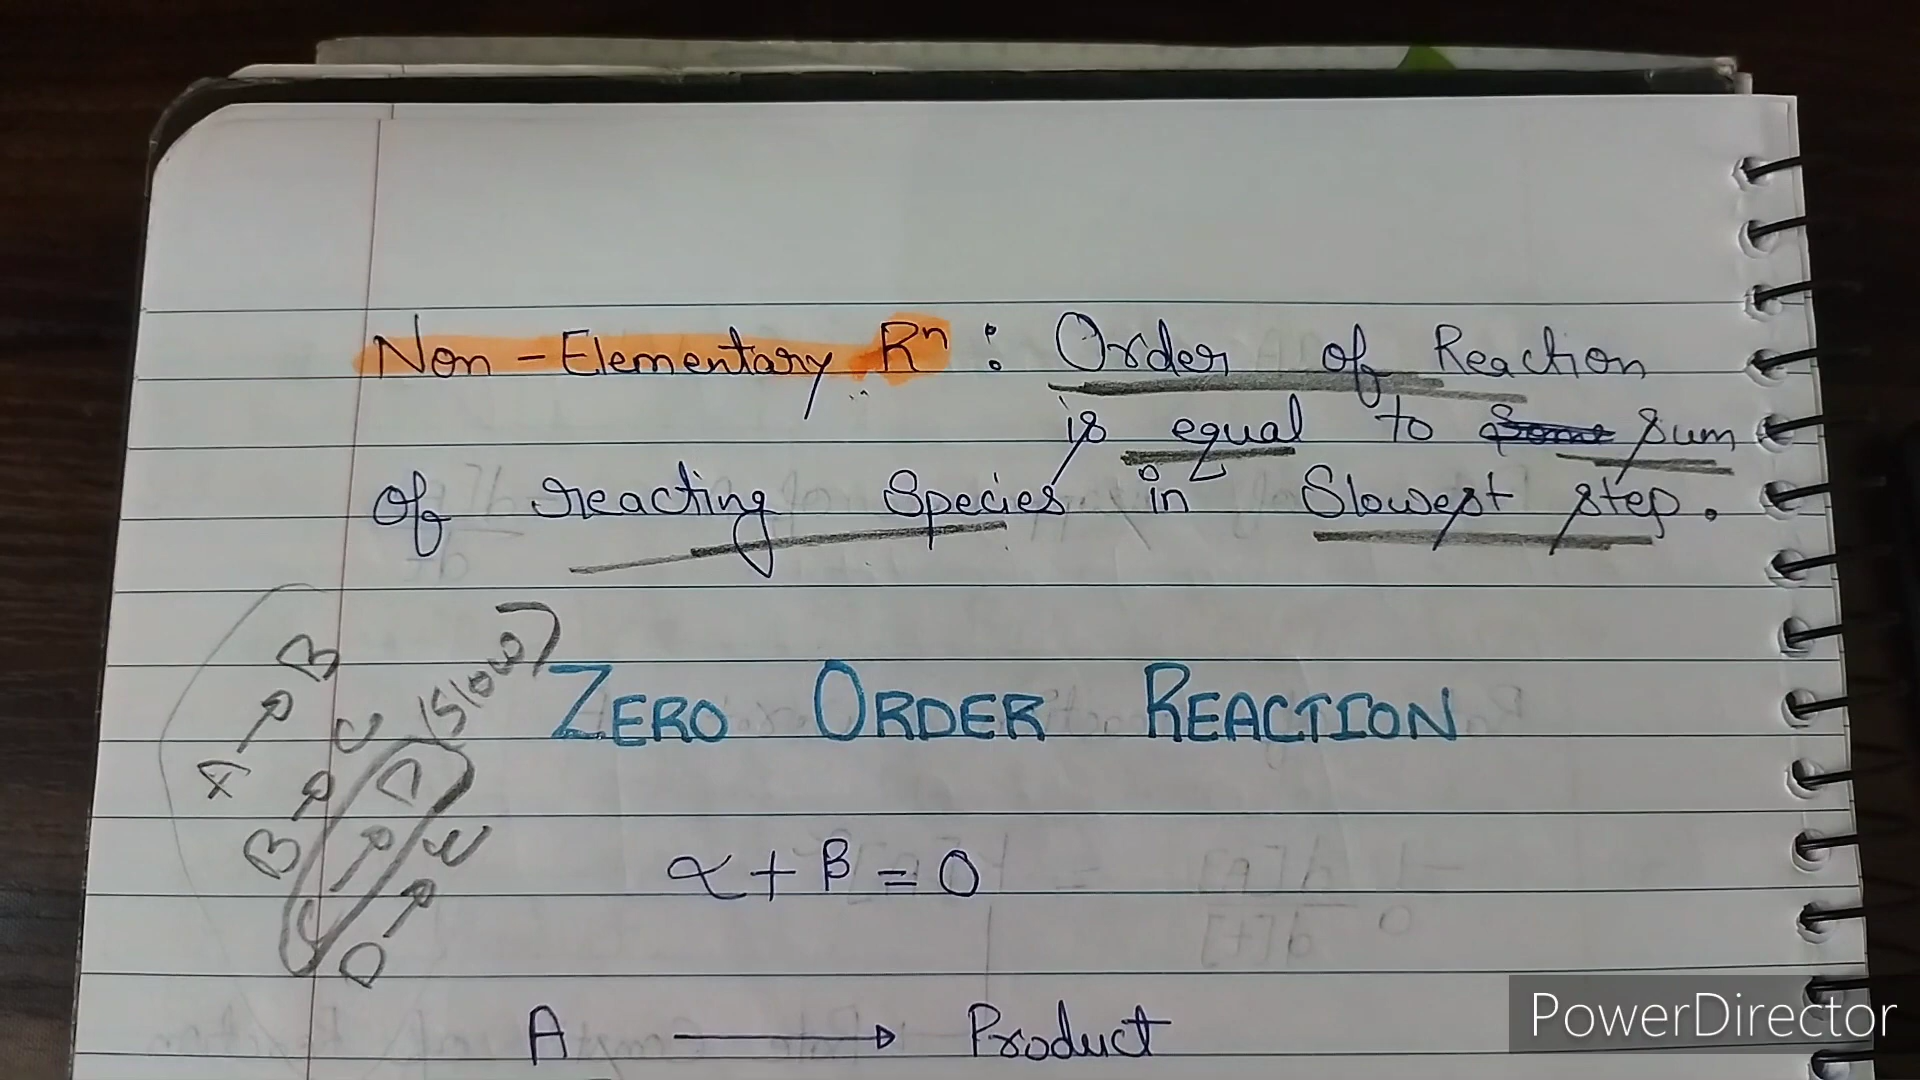 Non-Elementary Rⁿ : Order of Reaction
is equal to sum
of reacting Species in Slowest step.
A → B
B → C
C → D (Slow)
D → E
ZERO ORDER REACTION
α + β = 0
A → Product
PowerDirector